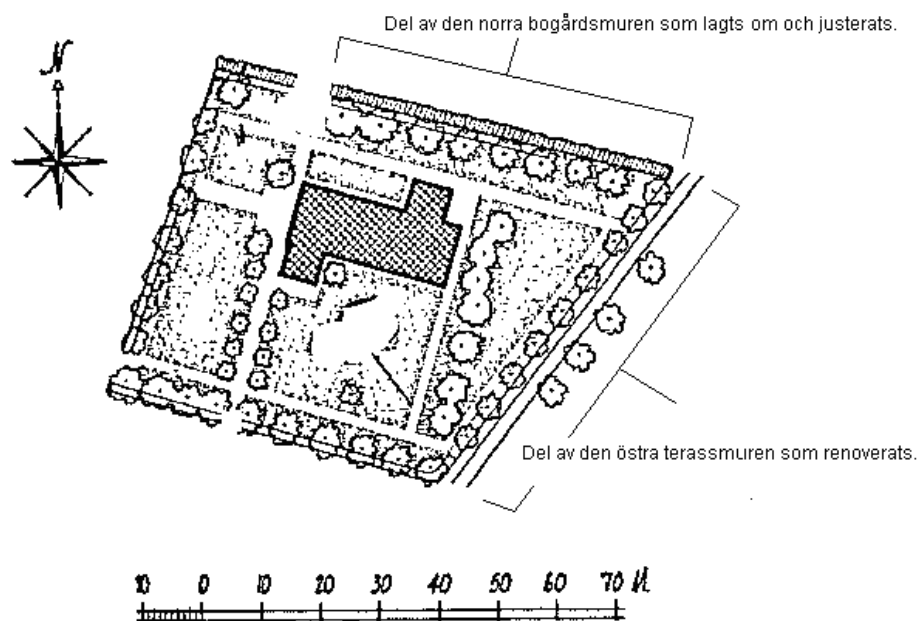 Del av den norra bogårdsmuren som lagts om och justerats.
N
Del av den östra terassmuren som renoverats.
10 0 10 20 30 40 50 60 70 M